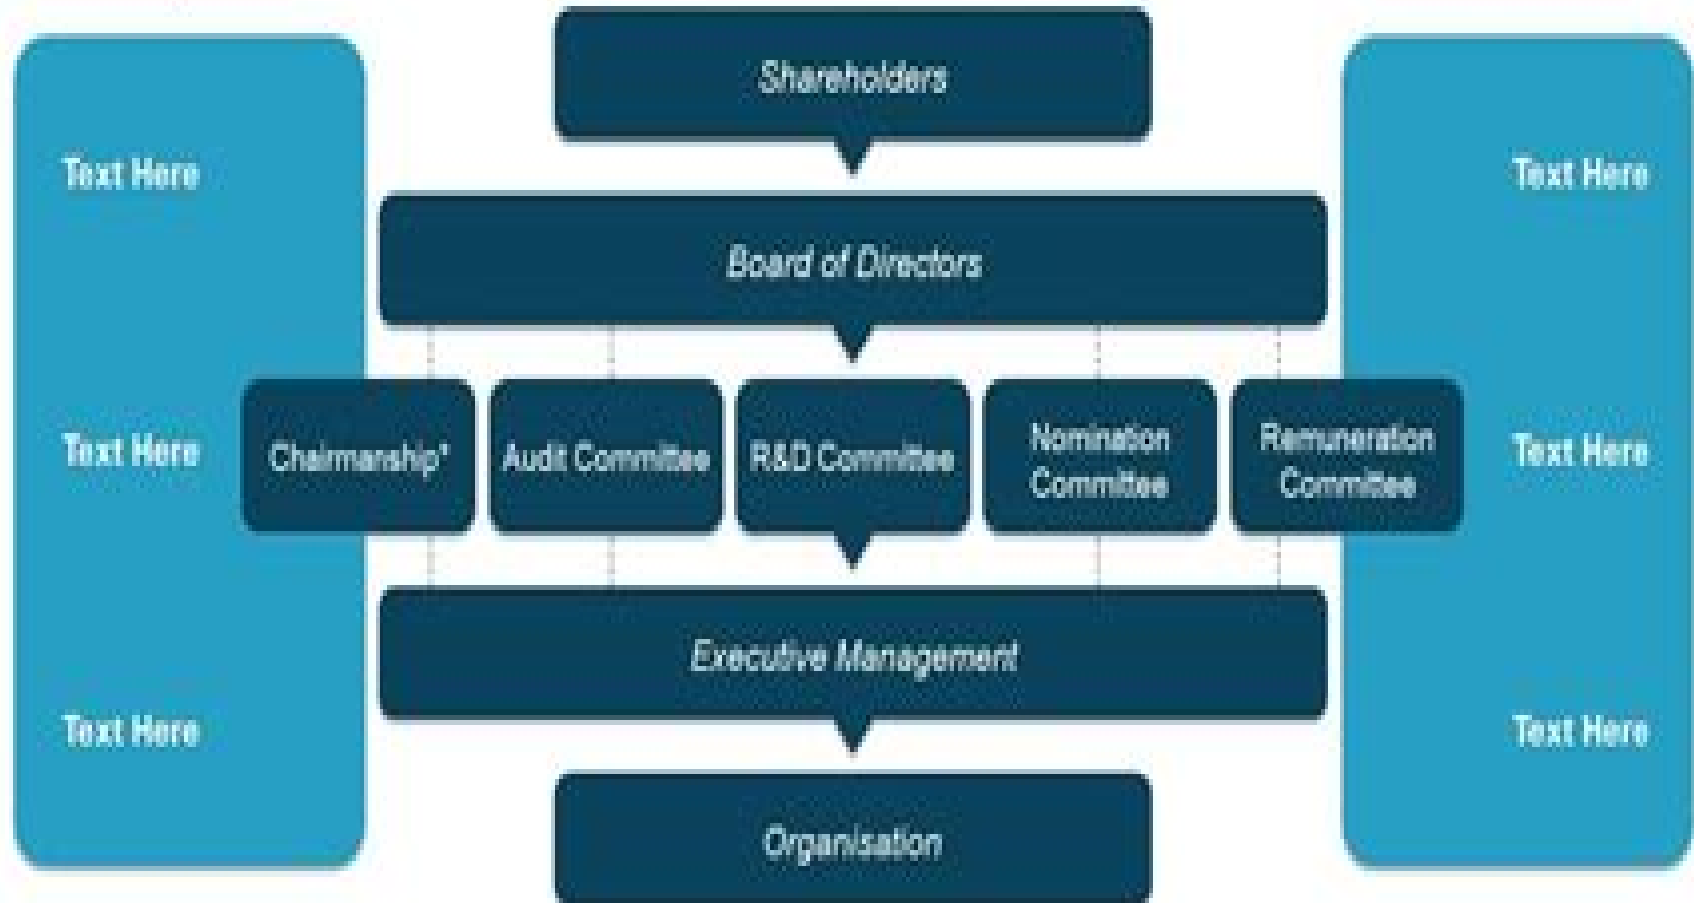 Shareholders
Text Here
Text Here
Board of Directors
Chairmanship*
Audit Committee
R&D Committee
Nomination
Committee
Remuneration
Committee
Text Here
Text Here
Executive Management
Text Here
Text Here
Organisation